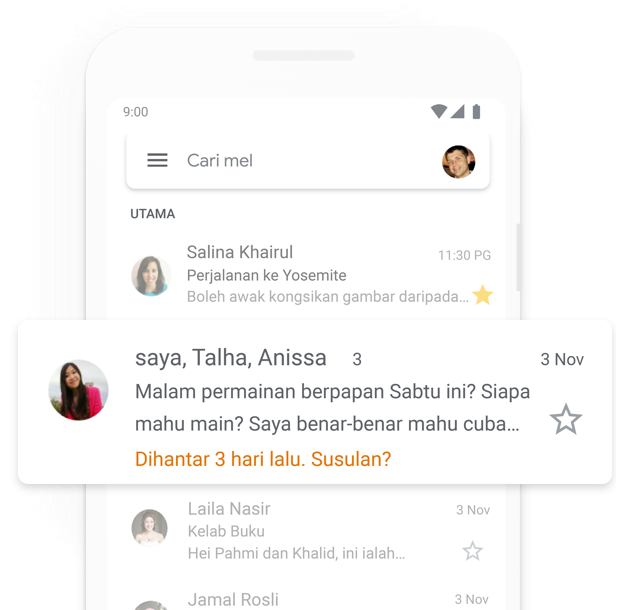 9:00
Cari mel
UTAMA
Salina Khairul
11:30 PG
Perjalanan ke Yosemite
Boleh awak kongsikan gambar daripada...
saya, Talha, Anissa 3
3 Nov
Malam permainan berpapan Sabtu ini? Siapa
mahu main? Saya benar-benar mahu cuba...
Dihantar 3 hari lalu. Susulan?
Laila Nasir
3 Nov
Kelab Buku
Hei Pahmi dan Khalid, ini ialah...
Jamal Rosli
3 Nov